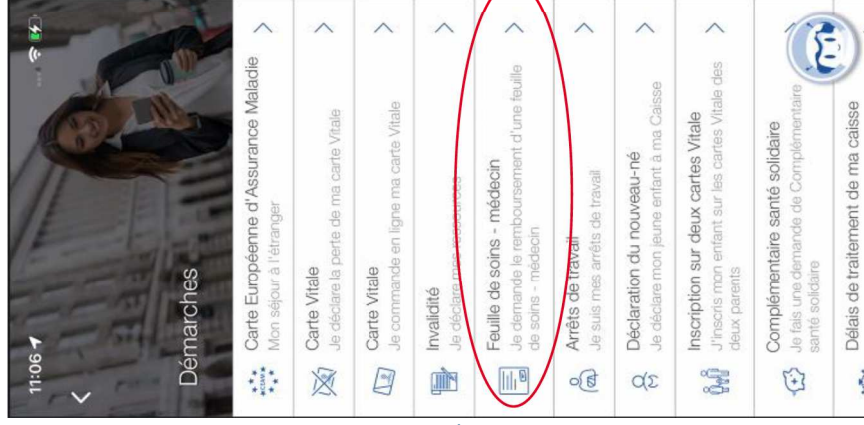 11:06
Démarches
Carte Européenne d'Assurance Maladie
Mon séjour à l'étranger
Carte Vitale
Je déclare la perte de ma carte Vitale
Carte Vitale
Je commande en ligne ma carte Vitale
Invalidité
Je déclare mes ressources
Feuille de soins - médecin
Je demande le remboursement d'une feuille
de soins - médecin
Arrêts de travail
Je suis mes arrêts de travail
Déclaration du nouveau-né
Je déclare mon jeune enfant à ma Caisse
Inscription sur deux cartes Vitale
J'inscris mon enfant sur les cartes Vitale des
deux parents
Complémentaire santé solidaire
Je fais une demande de Complémentaire
santé solidaire
Délais de traitement de ma caisse